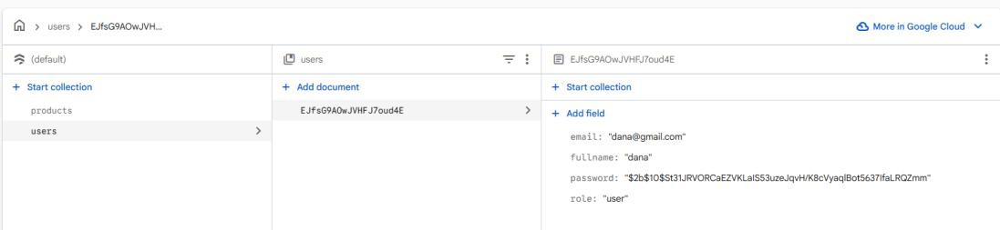 users > EJfsG9AOwJVH...
More in Google Cloud
(default)
users
EJfsG9AOwJVHFJ7oud4E
+ Start collection
+ Add document
+ Start collection
products
EJfsG9AOwJVHFJ7oud4E
+ Add field
users
email: "dana@gmail.com"
fullname: "dana"
password: "$2b$10$St31JRVORCaEZVKLaIS53uzeJqvH/K8cVyaqlBot5637IfaLRQZmm"
role: "user"